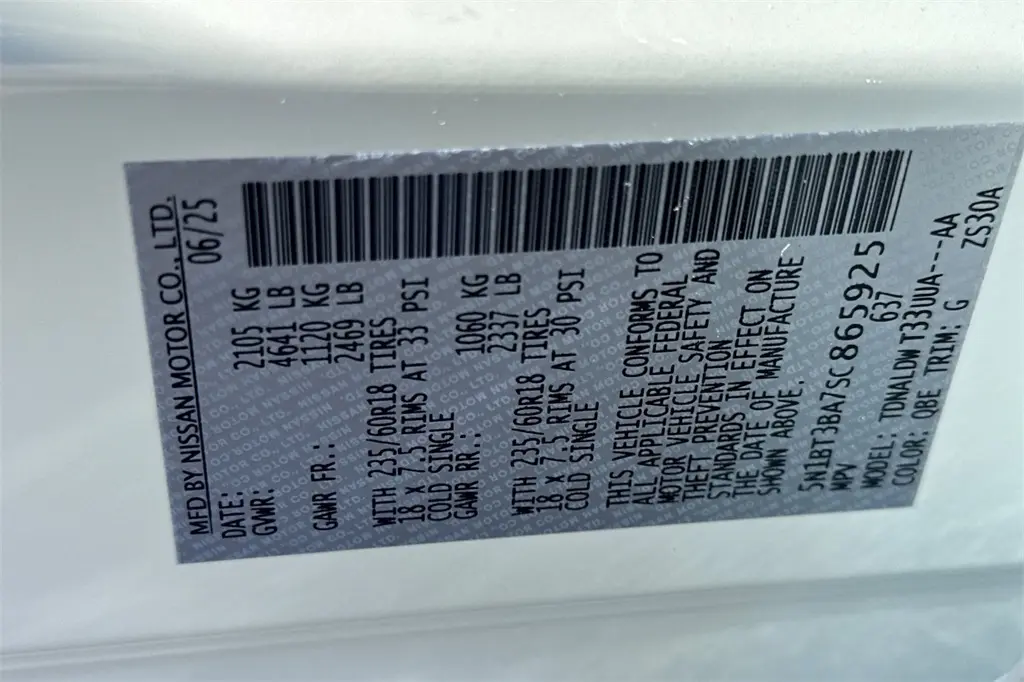 MFD BY NISSAN MOTOR CO., LTD.
DATE: 06/25
GVWR: 2105 KG
4641 LB
GAWR FR.: 1120 KG
2469 LB
WITH 235/60R18 TIRES
18 X 7.5 RIMS AT 33 PSI
COLD SINGLE
GAWR RR.: 1060 KG
2337 LB
WITH 235/60R18 TIRES
18 X 7.5 RIMS AT 30 PSI
COLD SINGLE
THIS VEHICLE CONFORMS TO
ALL APPLICABLE FEDERAL
MOTOR VEHICLE SAFETY AND
THEFT PREVENTION
STANDARDS IN EFFECT ON
THE DATE OF MANUFACTURE
SHOWN ABOVE.
5N1BT3BA7SC865925
MPV 637
MODEL: TDNALDWT33UUA---AA
COLOR: QBE TRIM: G ZS30A